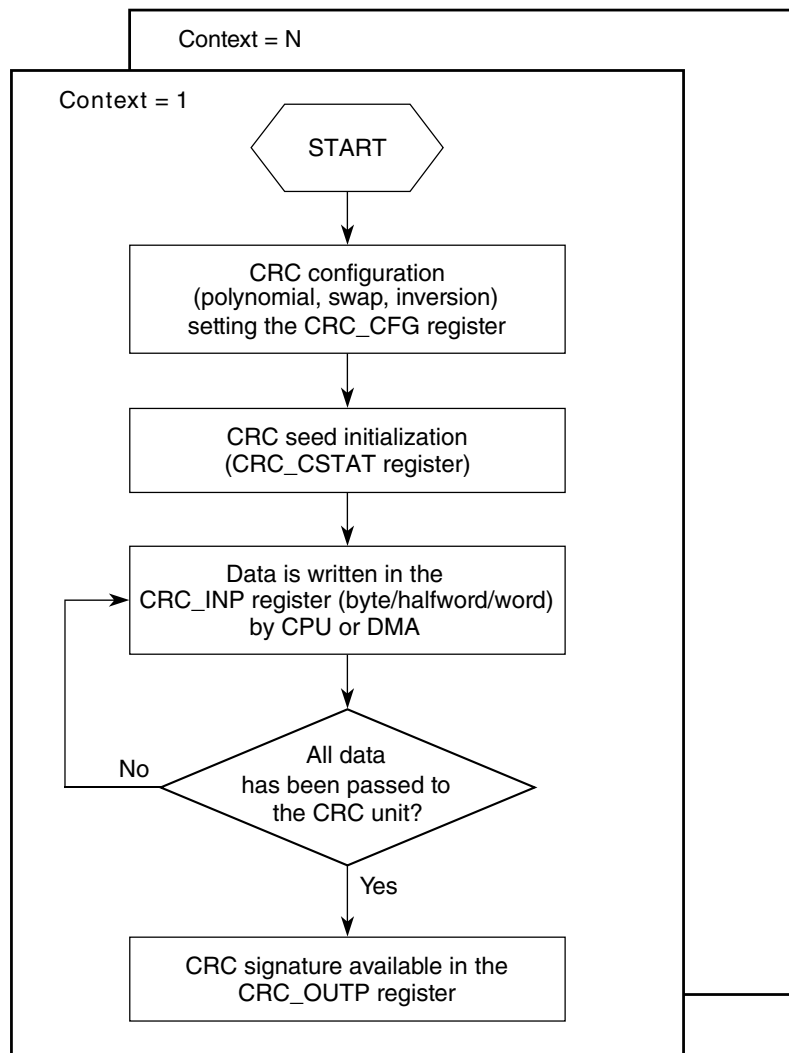 Context = N
Context = 1
START
CRC configuration
(polynomial, swap, inversion)
setting the CRC_CFG register
CRC seed initialization
(CRC_CSTAT register)
Data is written in the
CRC_INP register (byte/halfword/word)
by CPU or DMA
All data
has been passed to
the CRC unit?
No
Yes
CRC signature available in the
CRC_OUTP register